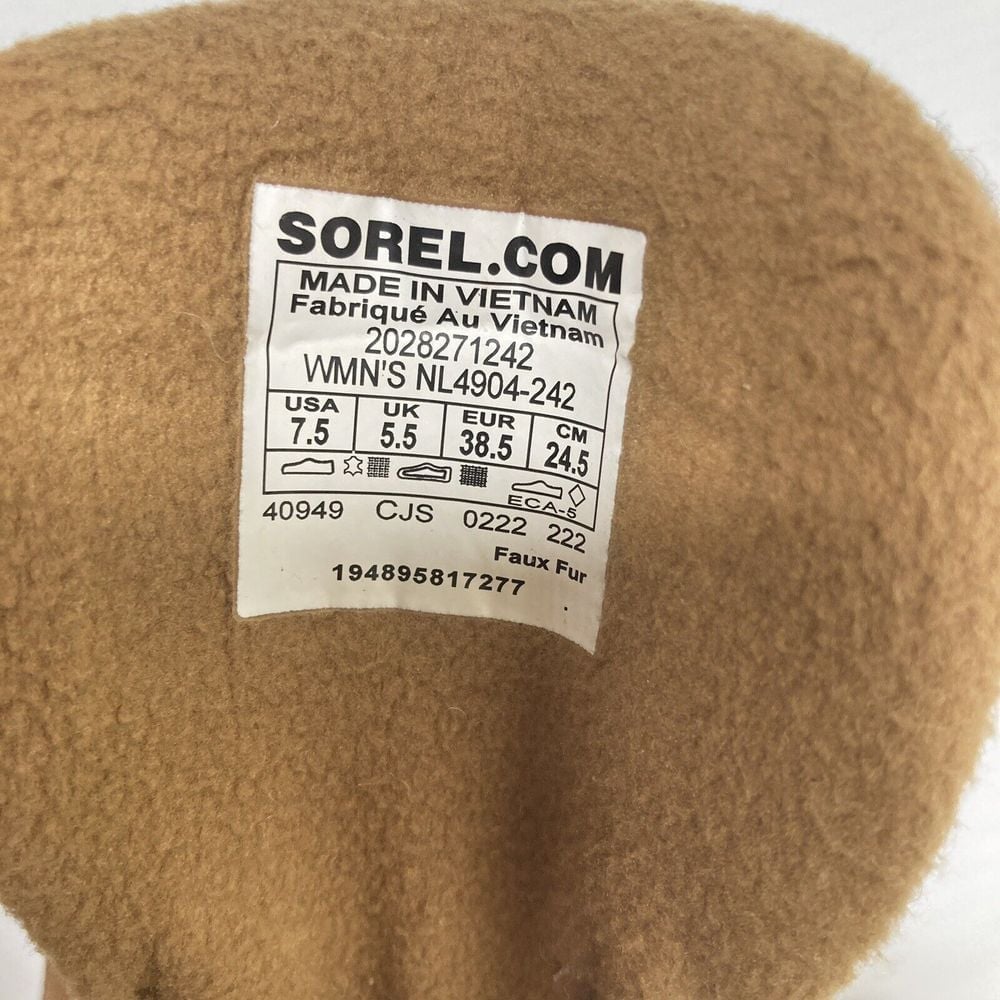 SOREL.COM
MADE IN VIETNAM
Fabriqué Au Vietnam
2028271242
WMN'S NL4904-242
USA UK EUR CM
7.5 5.5 38.5 24.5
ECA-5
40949 CJS 0222 222
Faux Fur
194895817277